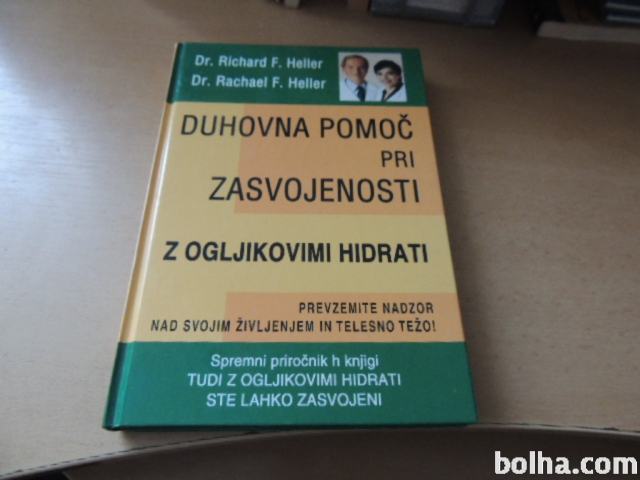 Dr. Richard F. Heller
Dr. Rachael F. Heller
DUHOVNA POMOČ
PRI
ZASVOJENOSTI
Z OGLJIKOVIMI HIDRATI
PREVZEMITE NADZOR
NAD SVOJIM ŽIVLJENJEM IN TELESNO TEŽO!
Spremni priročnik h knjigi
TUDI Z OGLJIKOVIMI HIDRATI
STE LAHKO ZASVOJENI
bolha.com